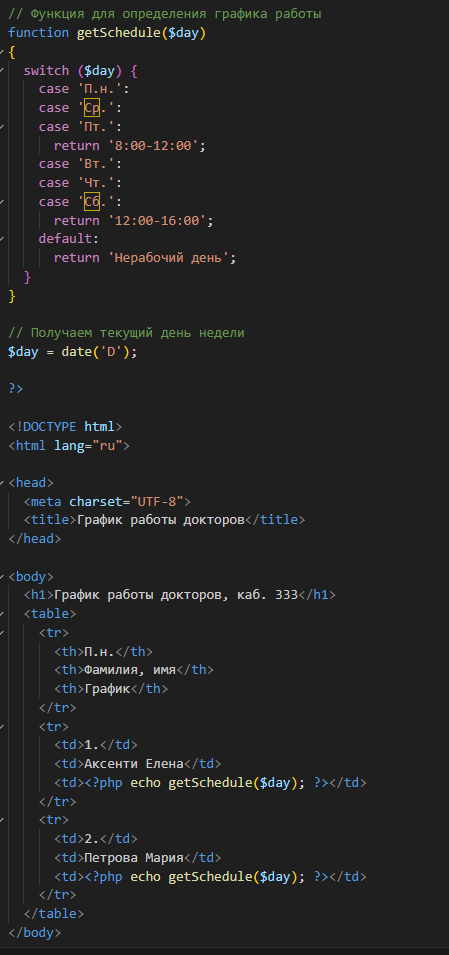 // Функция для определения графика работы
function getSchedule($day)
{
  switch ($day) {
    case 'П.н.':
    case 'Ср.':
    case 'Пт.':
      return '8:00-12:00';
    case 'Вт.':
    case 'Чт.':
    case 'Сб.':
      return '12:00-16:00';
    default:
      return 'Нерабочий день';
  }
}

// Получаем текущий день недели
$day = date('D');

?>

<!DOCTYPE html>
<html lang="ru">

<head>
  <meta charset="UTF-8">
  <title>График работы докторов</title>
</head>

<body>
  <h1>График работы докторов, каб. 333</h1>
  <table>
    <tr>
      <th>П.н.</th>
      <th>Фамилия, имя</th>
      <th>График</th>
    </tr>
    <tr>
      <td>1.</td>
      <td>Аксенти Елена</td>
      <td><?php echo getSchedule($day); ?></td>
    </tr>
    <tr>
      <td>2.</td>
      <td>Петрова Мария</td>
      <td><?php echo getSchedule($day); ?></td>
    </tr>
  </table>
</body>